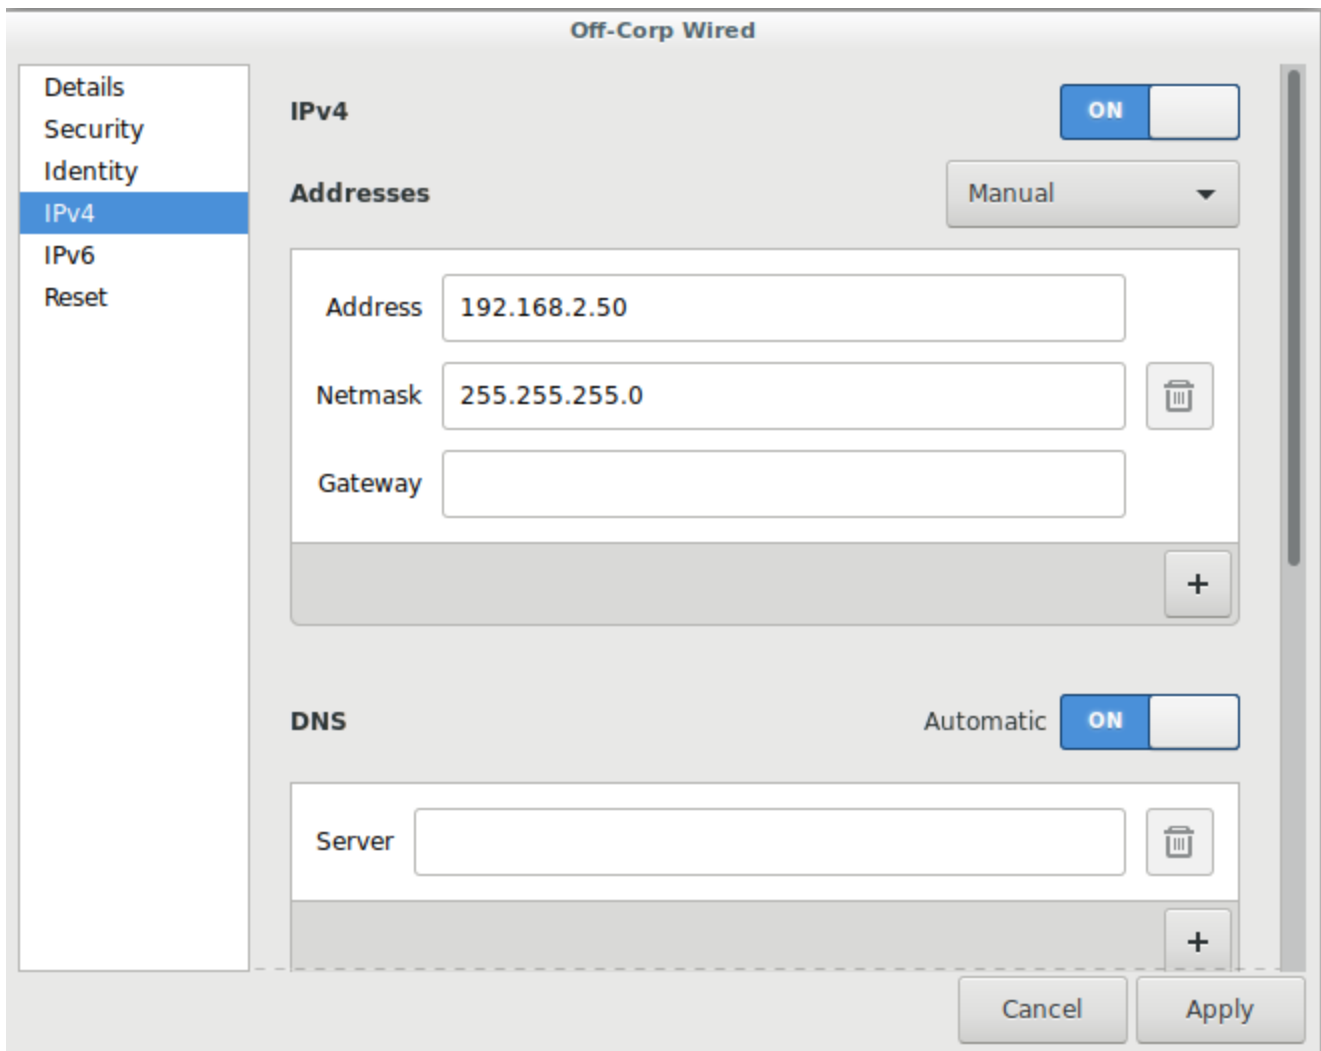 Off-Corp Wired
Details
Security
Identity
IPv4
IPv6
Reset
IPv4
ON
Addresses
Manual
Address 192.168.2.50
Netmask 255.255.255.0
Gateway
+
DNS
Automatic ON
Server
+
Cancel
Apply